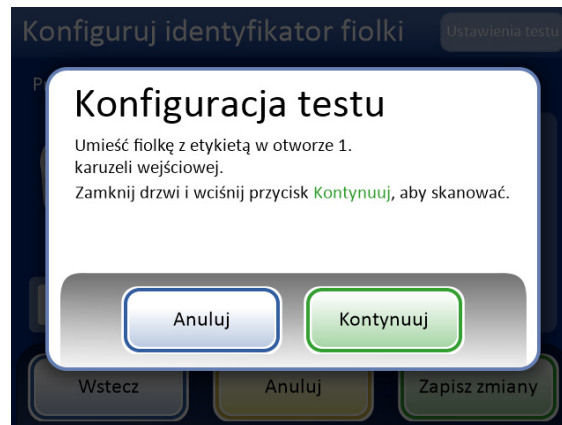 Konfiguruj identyfikator fiolki
Ustawienia testu
Konfiguracja testu
Umieść fiolkę z etykietą w otworze 1.
karuzeli wejściowej.
Zamknij drzwi i wciśnij przycisk Kontynuuj, aby skanować.
Anuluj
Kontynuuj
Wstecz
Anuluj
Zapisz zmiany